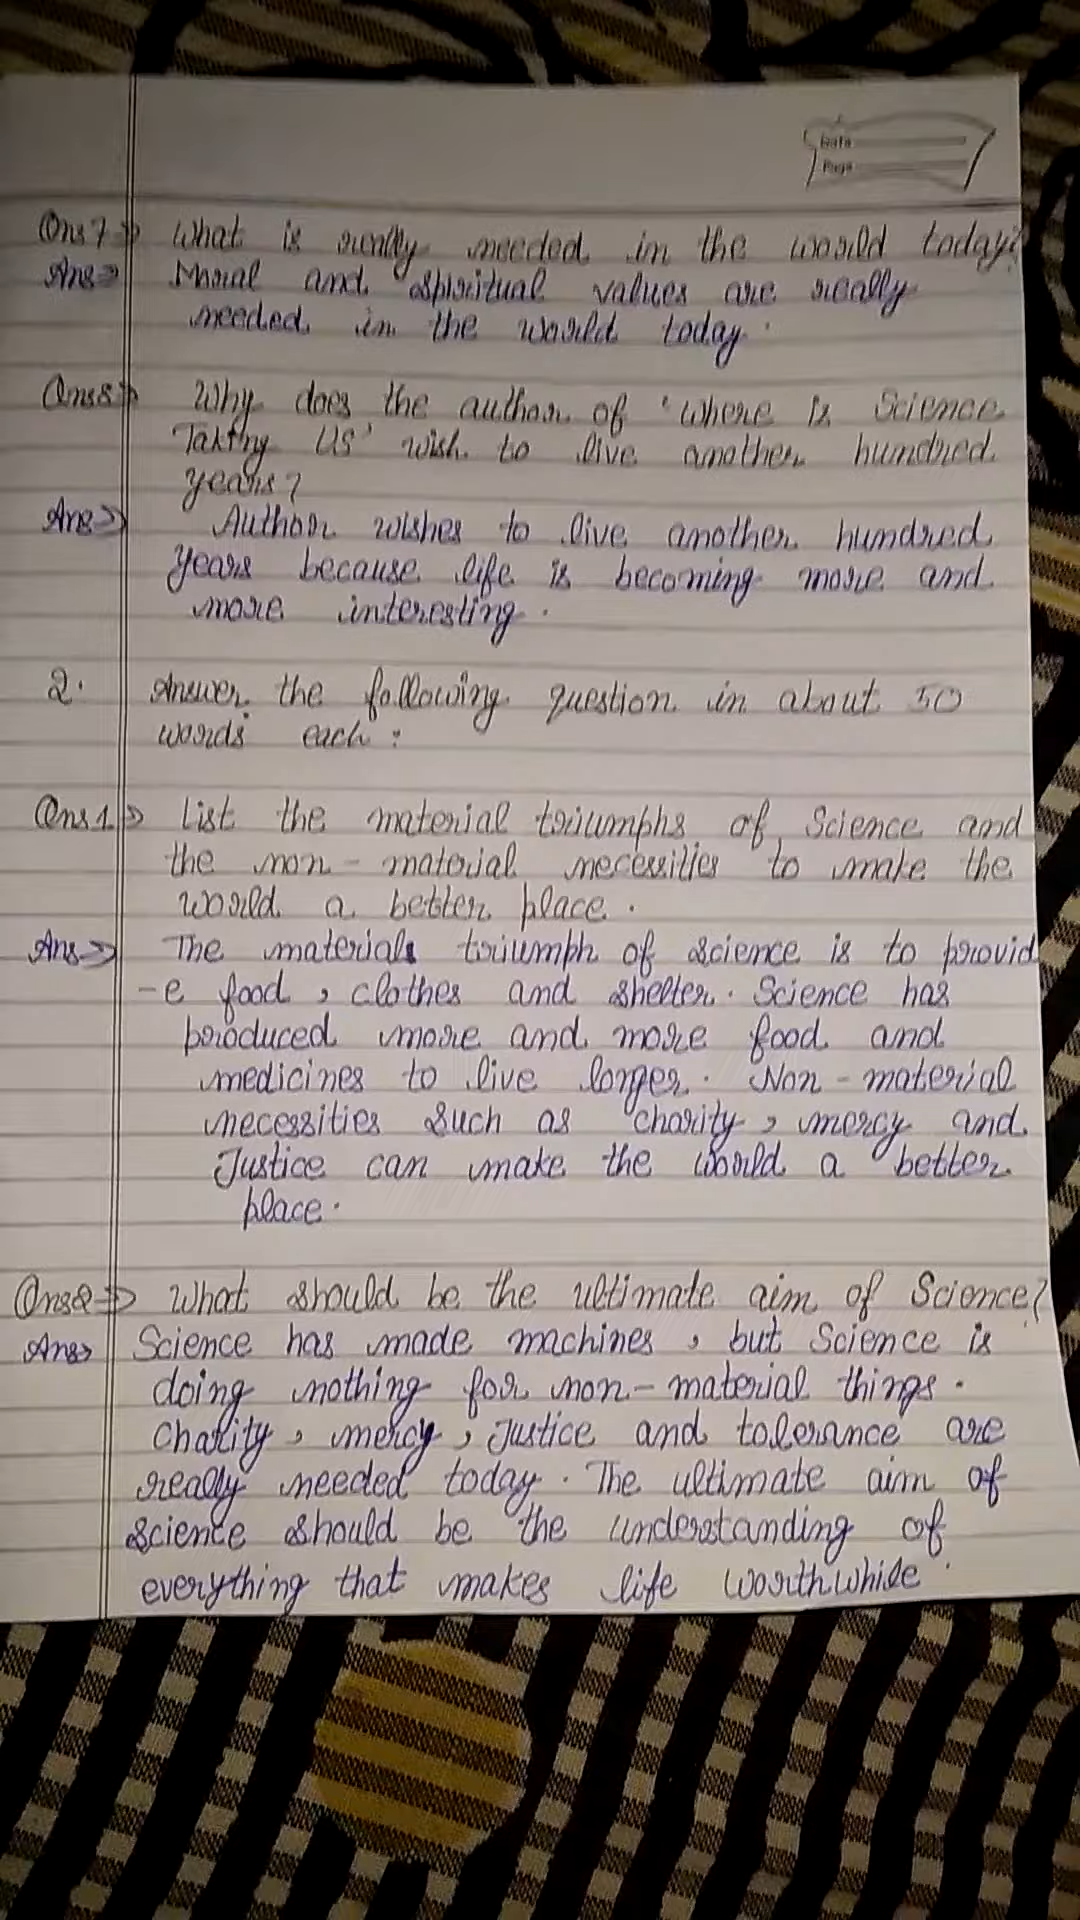 Date
Page
Qns 7 => What is really needed in the world today?
Ans => Moral and spiritual values are really
needed in the world today.
Qns 8 => Why does the author of 'Where is Science
Taking Us' wish to live another hundred
years?
Ans => Author wishes to live another hundred
years because life is becoming more and
more interesting.
2. Answer the following question in about 50
words each :
Qns 1 => List the material triumphs of Science and
the non - material necessities to make the
world a better place.
Ans => The materials triumph of science is to provid
-e food, clothes and shelter. Science has
produced more and more food and
medicines to live longer. Non - material
necessities such as charity, mercy and
Justice can make the world a better
place.
Qns 2 => What should be the ultimate aim of Science?
Ans => Science has made machines, but Science is
doing nothing for non - material things.
Charity, mercy, Justice and tolerance are
really needed today. The ultimate aim of
science should be the understanding of
everything that makes life worthwhile.